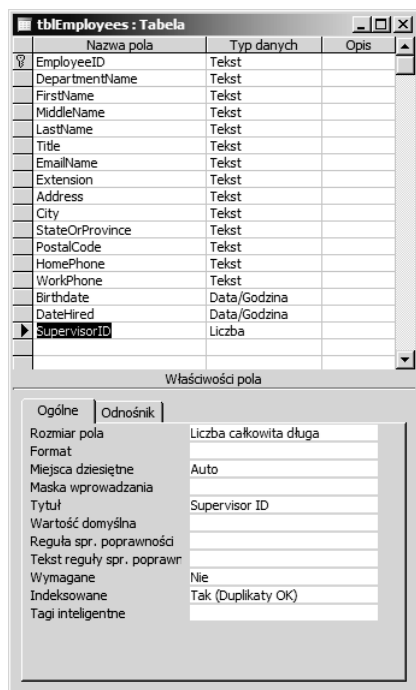 tblEmployees : Tabela
Nazwa pola Typ danych Opis
EmployeeID Tekst
DepartmentName Tekst
FirstName Tekst
MiddleName Tekst
LastName Tekst
Title Tekst
EmailName Tekst
Extension Tekst
Address Tekst
City Tekst
StateOrProvince Tekst
PostalCode Tekst
HomePhone Tekst
WorkPhone Tekst
Birthdate Data/Godzina
DateHired Data/Godzina
SupervisorID Liczba
Właściwości pola
Ogólne Odnośnik
Rozmiar pola Liczba całkowita długa
Format
Miejsca dziesiętne Auto
Maska wprowadzania
Tytuł Supervisor ID
Wartość domyślna
Reguła spr. poprawności
Tekst reguły spr. poprawn
Wymagane Nie
Indeksowane Tak (Duplikaty OK)
Tagi inteligentne